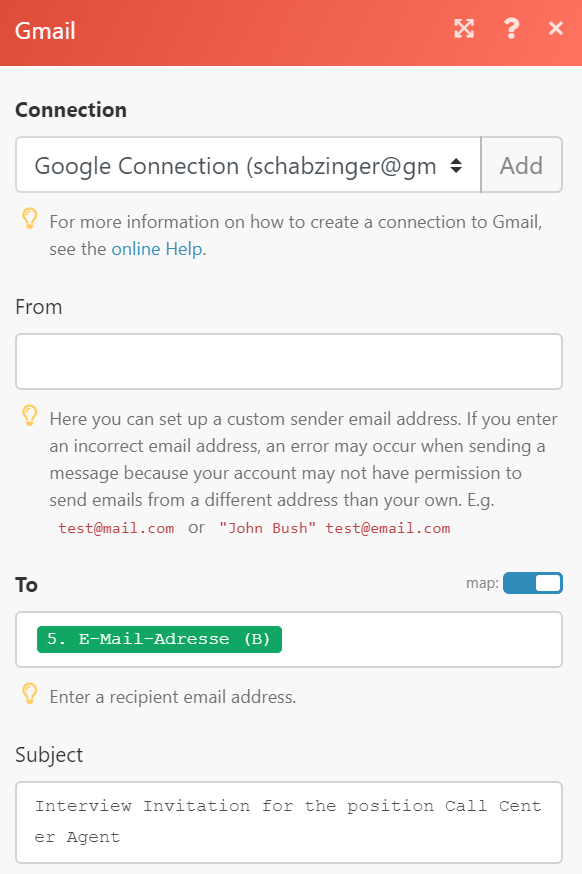 Gmail
Connection
Google Connection (schabzinger@gm
Add
For more information on how to create a connection to Gmail,
see the online Help.
From
Here you can set up a custom sender email address. If you enter
an incorrect email address, an error may occur when sending a
message because your account may not have permission to
send emails from a different address than your own. E.g.
test@mail.com or "John Bush" test@email.com
To
map:
5. E-Mail-Adresse (B)
Enter a recipient email address.
Subject
Interview Invitation for the position Call Cent
er Agent